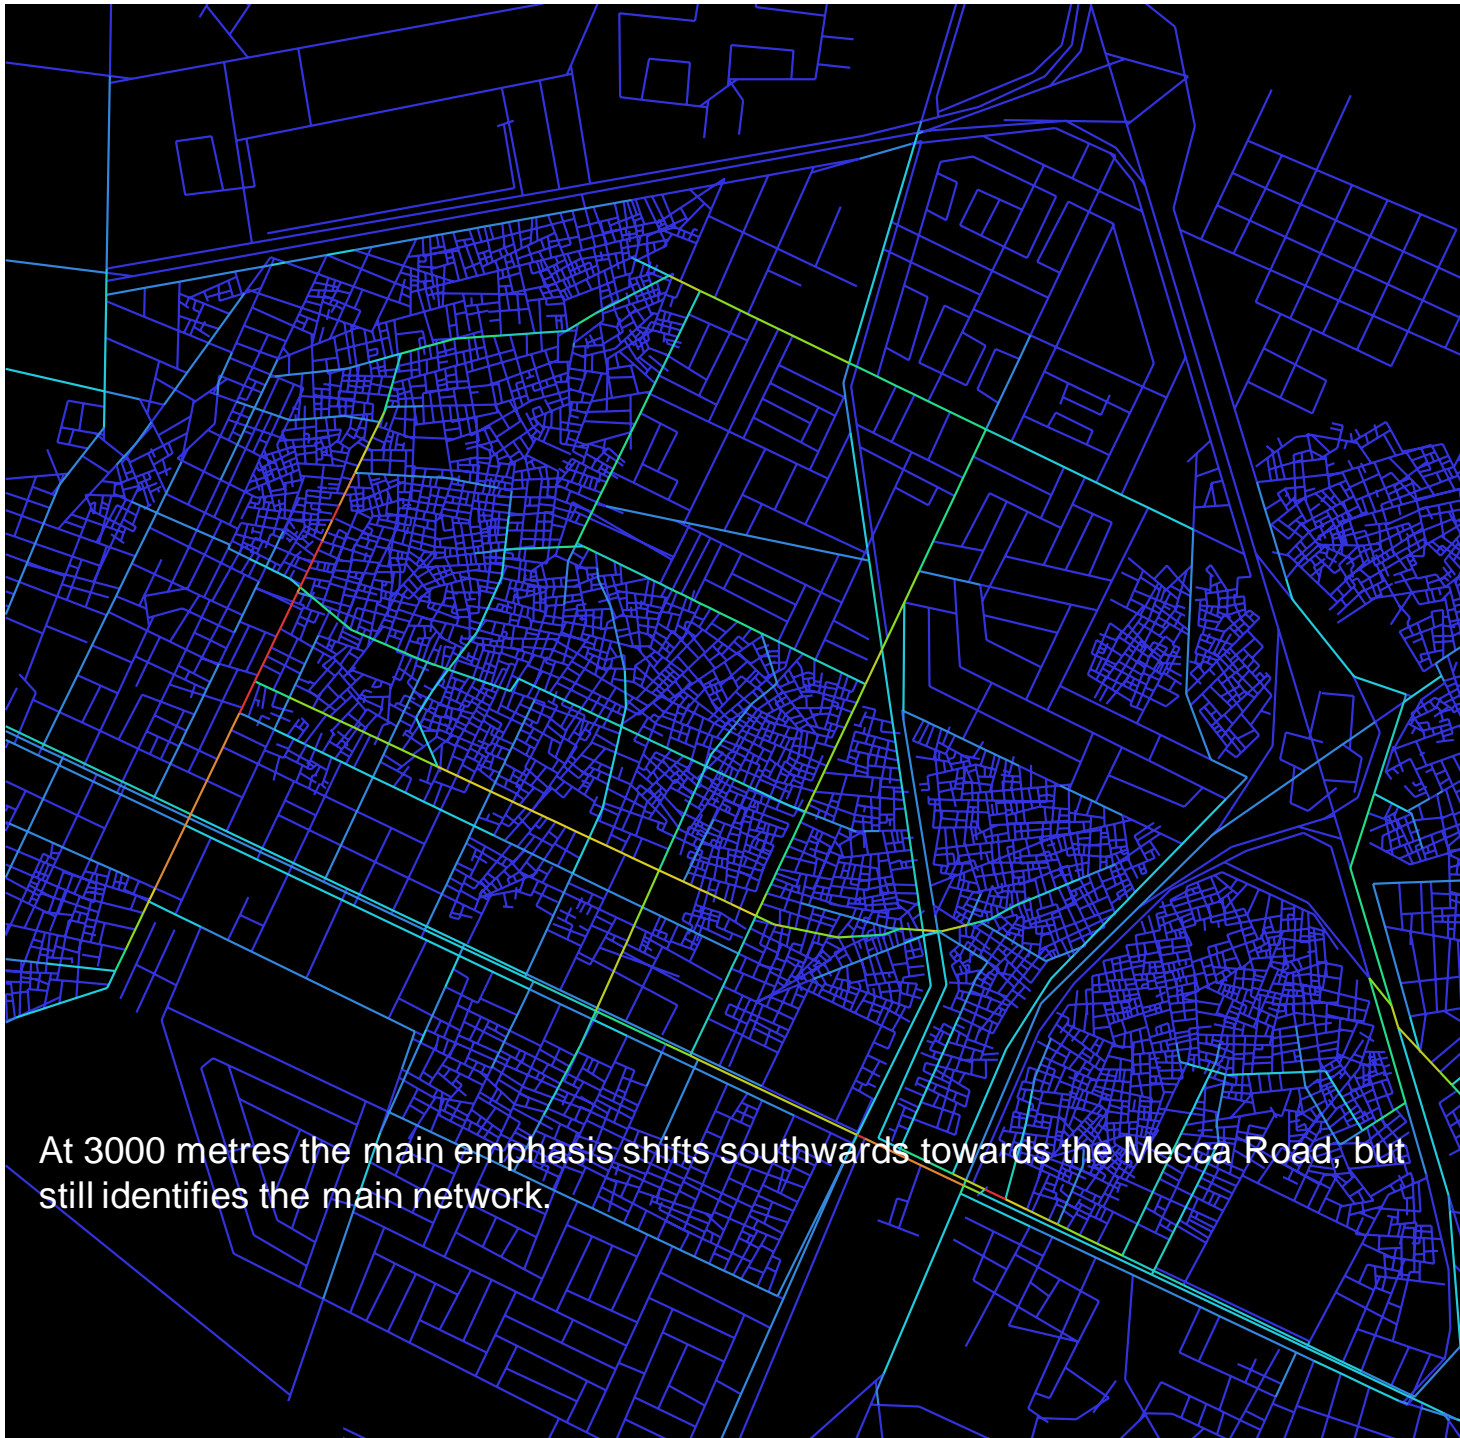 At 3000 metres the main emphasis shifts southwards towards the Mecca Road, but
still identifies the main network.